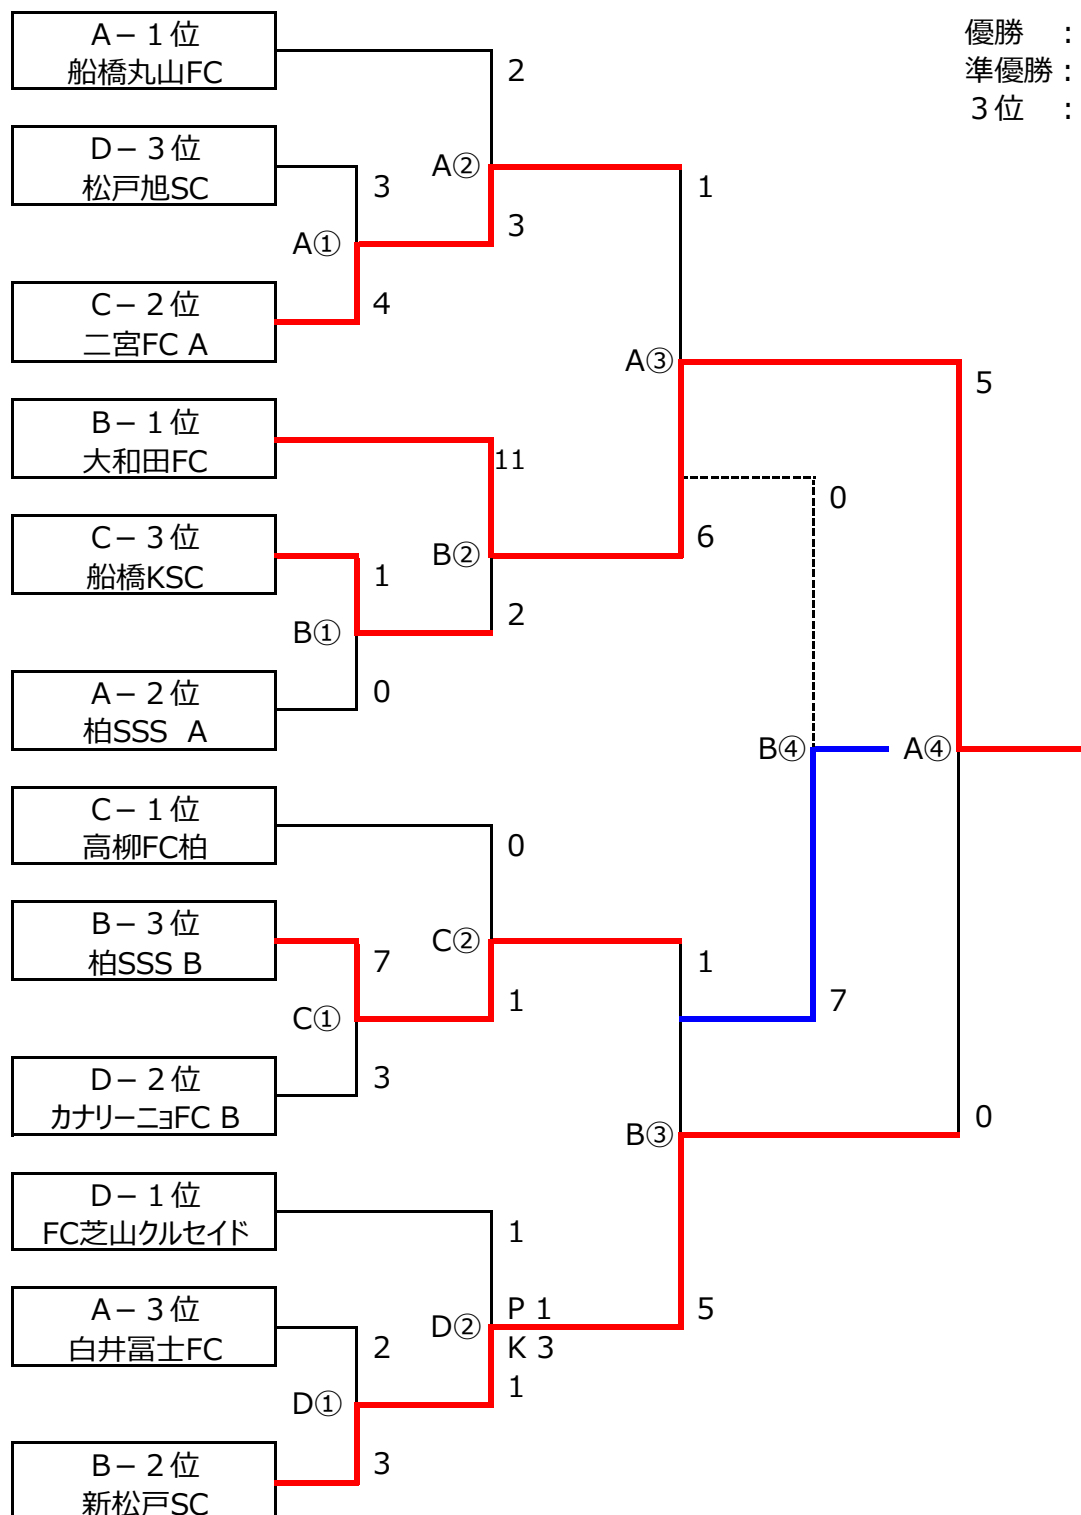 A－１位
船橋丸山FC
優勝　：
準優勝：
３位　：
2
D－３位
松戸旭SC
A②
3
1
3
A①
C－２位
二宮FC A
4
A③
5
B－１位
大和田FC
11
0
C－３位
船橋KSC
6
B②
1
2
B①
A－２位
柏SSS　A
0
B④
A④
C－１位
高柳FC柏
0
B－３位
柏SSS B
C②
7
1
1
7
C①
D－２位
カナリーニョFC B
3
0
B③
D－１位
FC芝山クルセイド
1
A－３位
白井冨士FC
P 1
5
D②
K 3
2
1
D①
B－２位
新松戸SC
3